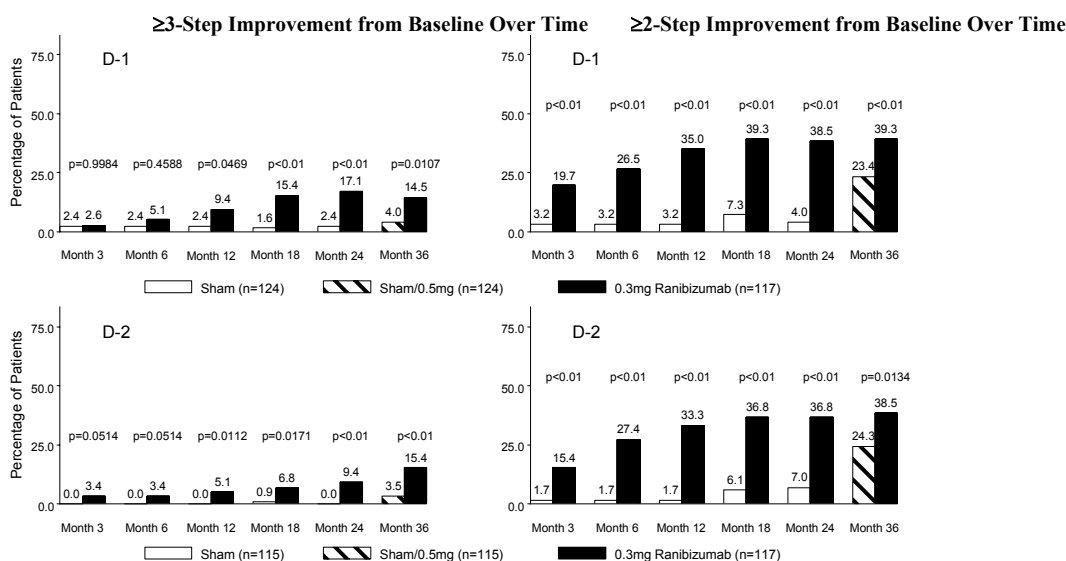 ≥3-Step Improvement from Baseline Over Time
≥2-Step Improvement from Baseline Over Time
Percentage of Patients
75.0
50.0
25.0
0.0
D-1
p=0.9984 p=0.4588 p=0.0469 p<0.01 p<0.01 p=0.0107
2.4 2.6 2.4 5.1 2.4 9.4 1.6 15.4 2.4 17.1 4.0 14.5
Month 3 Month 6 Month 12 Month 18 Month 24 Month 36
75.0
50.0
25.0
0.0
D-1
p<0.01 p<0.01 p<0.01 p<0.01 p<0.01 p<0.01
3.2 19.7 3.2 26.5 3.2 35.0 7.3 39.3 4.0 38.5 23.4 39.3
Month 3 Month 6 Month 12 Month 18 Month 24 Month 36
Sham (n=124) Sham/0.5mg (n=124) 0.3mg Ranibizumab (n=117)
Percentage of Patients
75.0
50.0
25.0
0.0
D-2
p=0.0514 p=0.0514 p=0.0112 p=0.0171 p<0.01 p<0.01
0.0 3.4 0.0 3.4 0.0 5.1 0.9 6.8 0.0 9.4 3.5 15.4
Month 3 Month 6 Month 12 Month 18 Month 24 Month 36
75.0
50.0
25.0
0.0
D-2
p<0.01 p<0.01 p<0.01 p<0.01 p<0.01 p=0.0134
1.7 15.4 1.7 27.4 1.7 33.3 6.1 36.8 7.0 36.8 24.3 38.5
Month 3 Month 6 Month 12 Month 18 Month 24 Month 36
Sham (n=115) Sham/0.5mg (n=115) 0.3mg Ranibizumab (n=117)